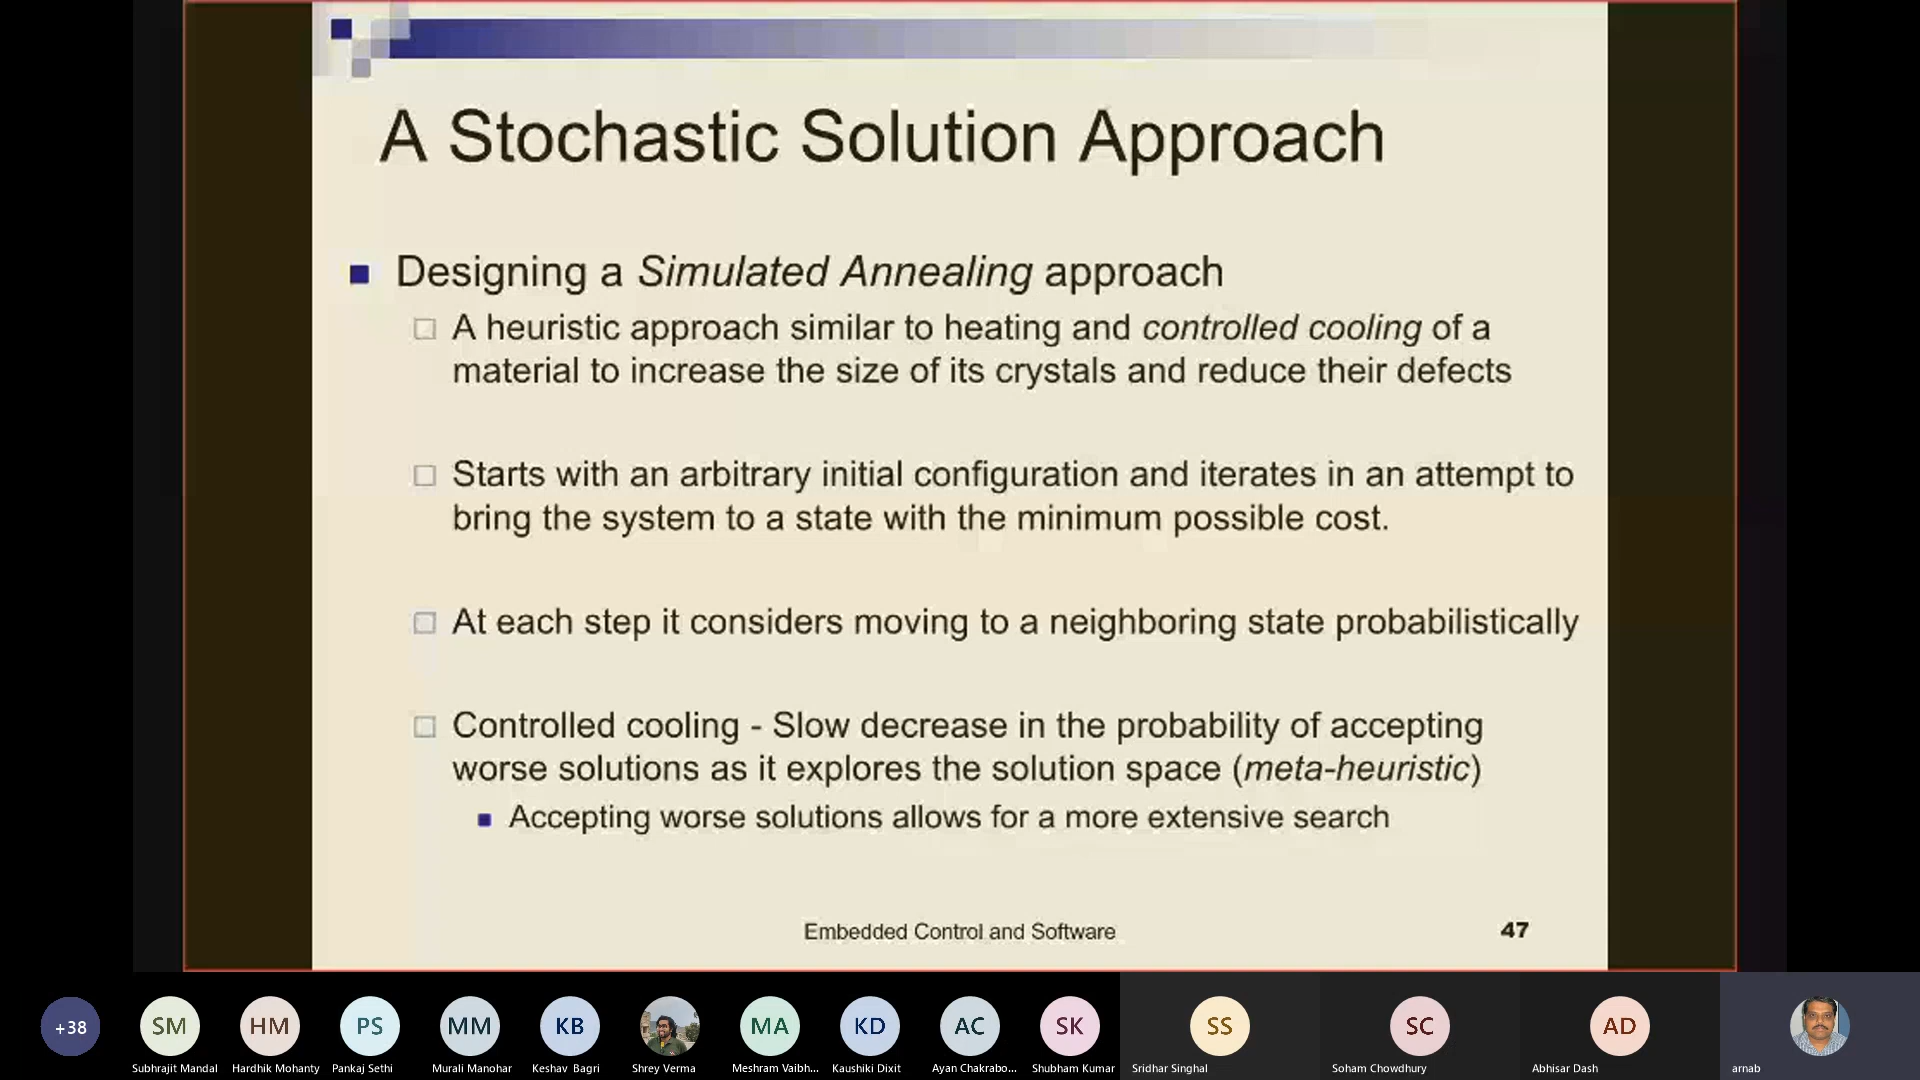 A Stochastic Solution Approach
Designing a Simulated Annealing approach
A heuristic approach similar to heating and controlled cooling of a
material to increase the size of its crystals and reduce their defects
Starts with an arbitrary initial configuration and iterates in an attempt to
bring the system to a state with the minimum possible cost.
At each step it considers moving to a neighboring state probabilistically
Controlled cooling - Slow decrease in the probability of accepting
worse solutions as it explores the solution space (meta-heuristic)
Accepting worse solutions allows for a more extensive search
Embedded Control and Software 47
+38 SM HM PS MM KB MA KD AC SK SS SC AD
Subhrajit Mandal Hardhik Mohanty Pankaj Sethi Murali Manohar Keshav Bagri Shrey Verma Meshram Vaibh... Kaushiki Dixit Ayan Chakrabo... Shubham Kumar Sridhar Singhal Soham Chowdhury Abhisar Dash arnab